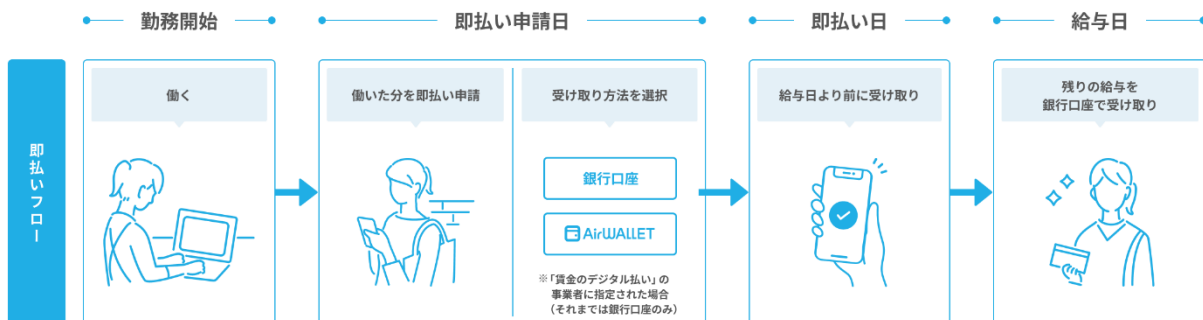 勤務開始
即払い申請日
即払い日
給与日
即払いフロー
働く
働いた分を即払い申請
受け取り方法を選択
銀行口座
AirWALLET
※「賃金のデジタル払い」の
事業者に指定された場合
（それまでは銀行口座のみ）
給与日より前に受け取り
残りの給与を
銀行口座で受け取り